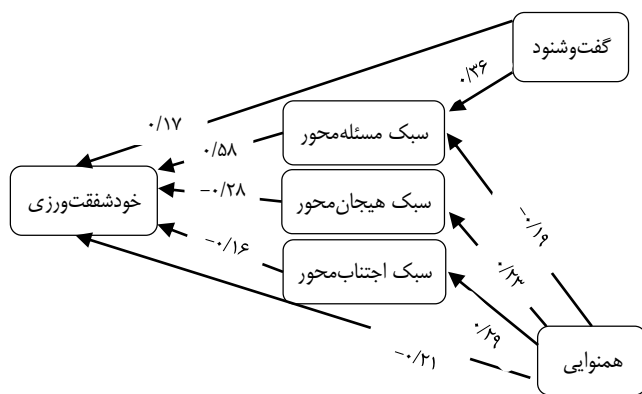 گفت‌وشنود
۰/۳۶
۰/۱۷
سبک مسئله‌محور
۰/۵۸
خودشفقت‌ورزی
سبک هیجان‌محور
−۰/۲۸
−۰/۱۹
سبک اجتناب‌محور
−۰/۱۶
۰/۲۳
۰/۲۹
همنوایی
−۰/۲۱